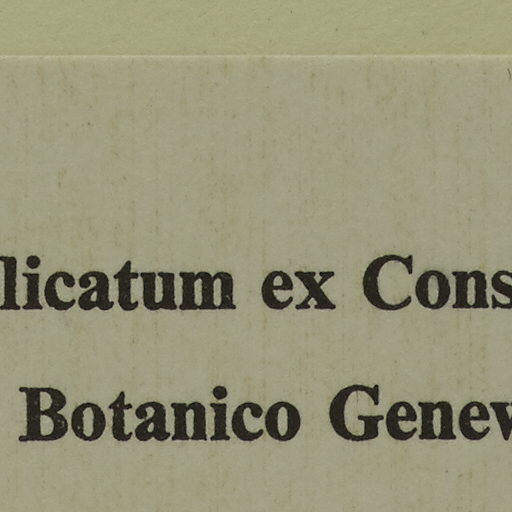 licatum ex Cons
Botanico Genev